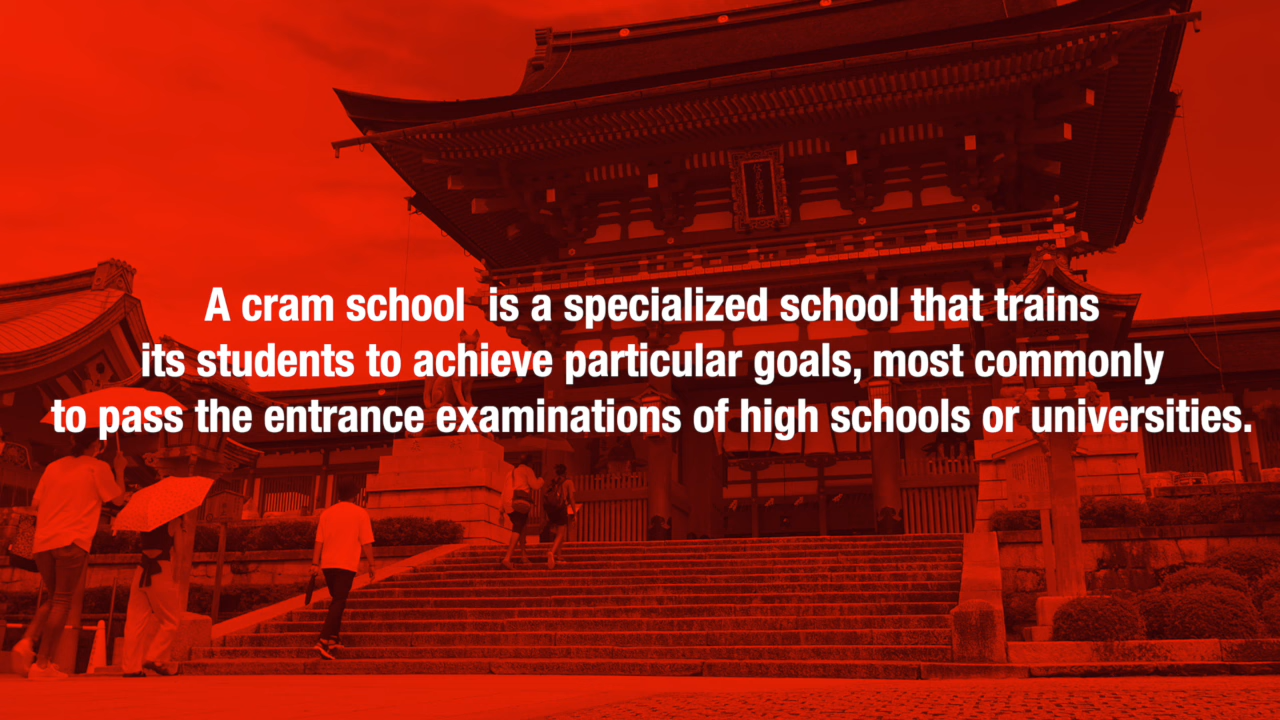 A cram school  is a specialized school that trains
its students to achieve particular goals, most commonly
to pass the entrance examinations of high schools or universities.